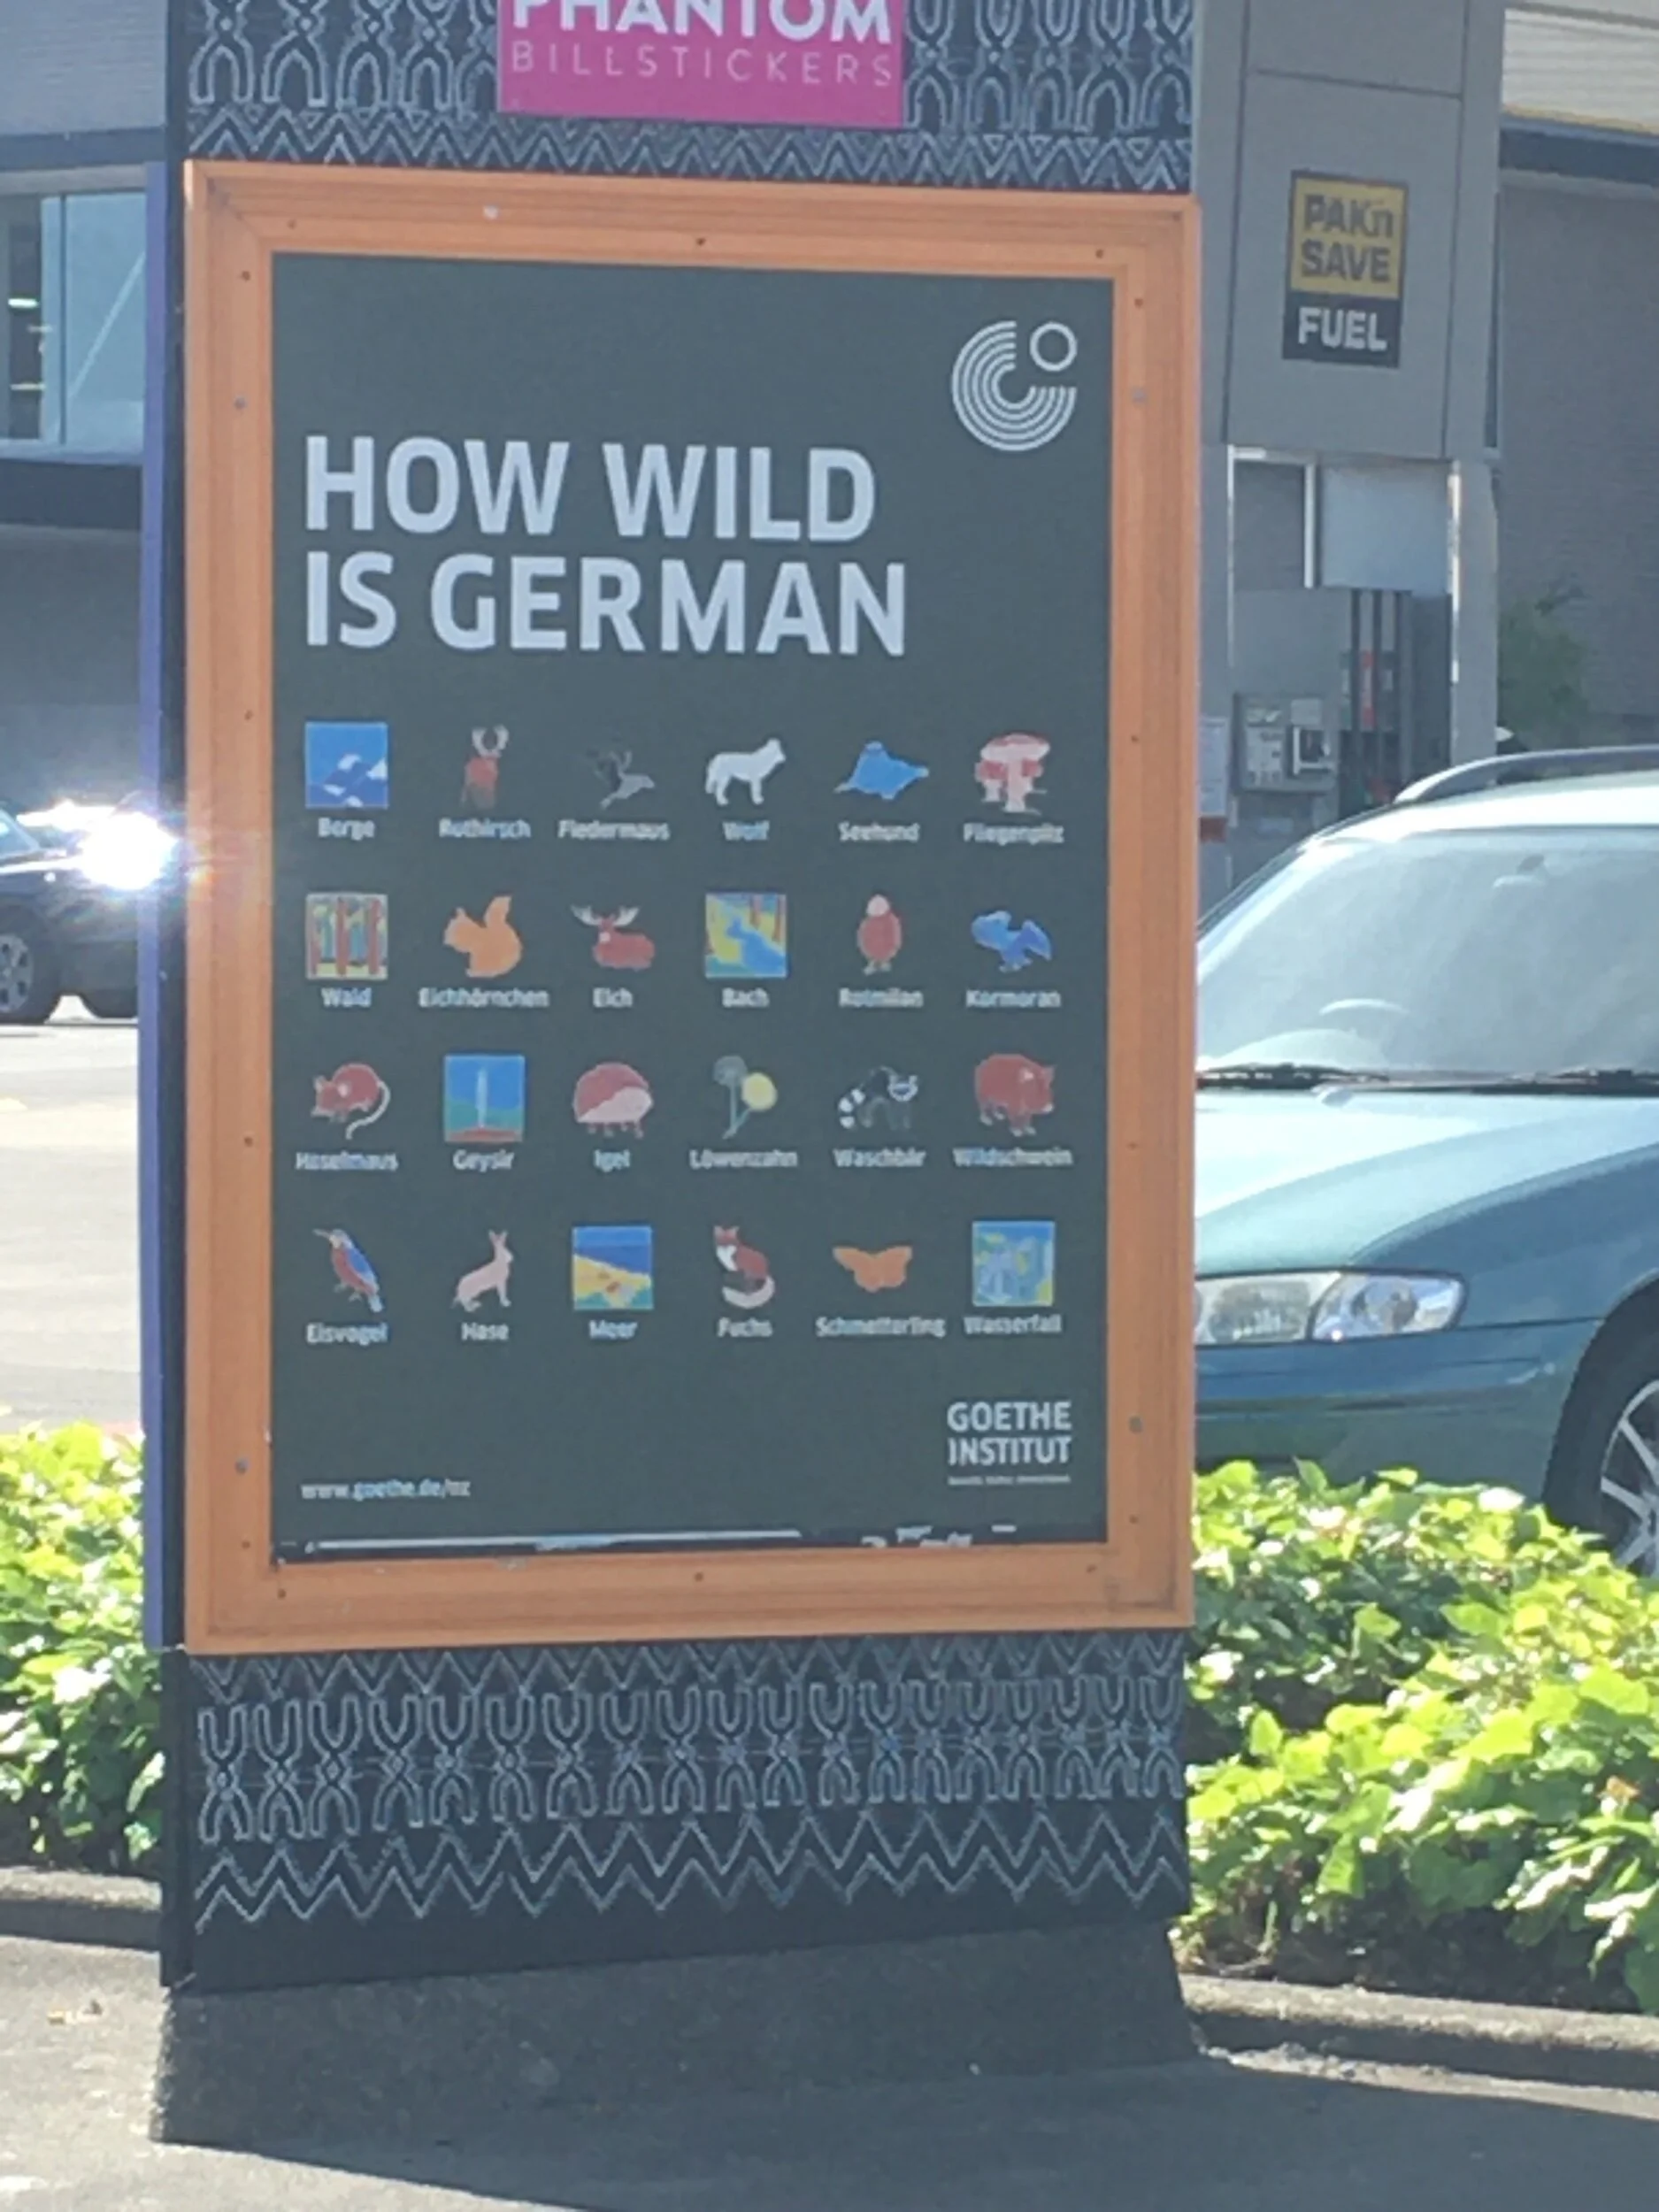 PHANTOM
BILLSTICKERS
PAK'n
SAVE
FUEL
HOW WILD
IS GERMAN
Berge Rothirsch Fledermaus Wolf Seehund Fliegenpilz
Wald Eichhörnchen Elch Bach Rotmilan Kormoran
Haselmaus Geysir Igel Löwenzahn Waschbär Wildschwein
Eisvogel Hase Meer Fuchs Schmetterling Wasserfall
GOETHE
INSTITUT
www.goethe.de/nz